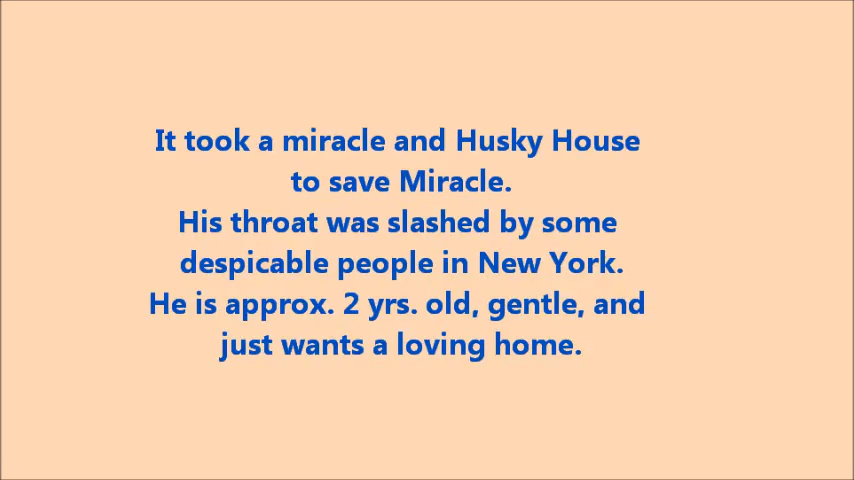 It took a miracle and Husky House
to save Miracle.
His throat was slashed by some
despicable people in New York.
He is approx. 2 yrs. old, gentle, and
just wants a loving home.